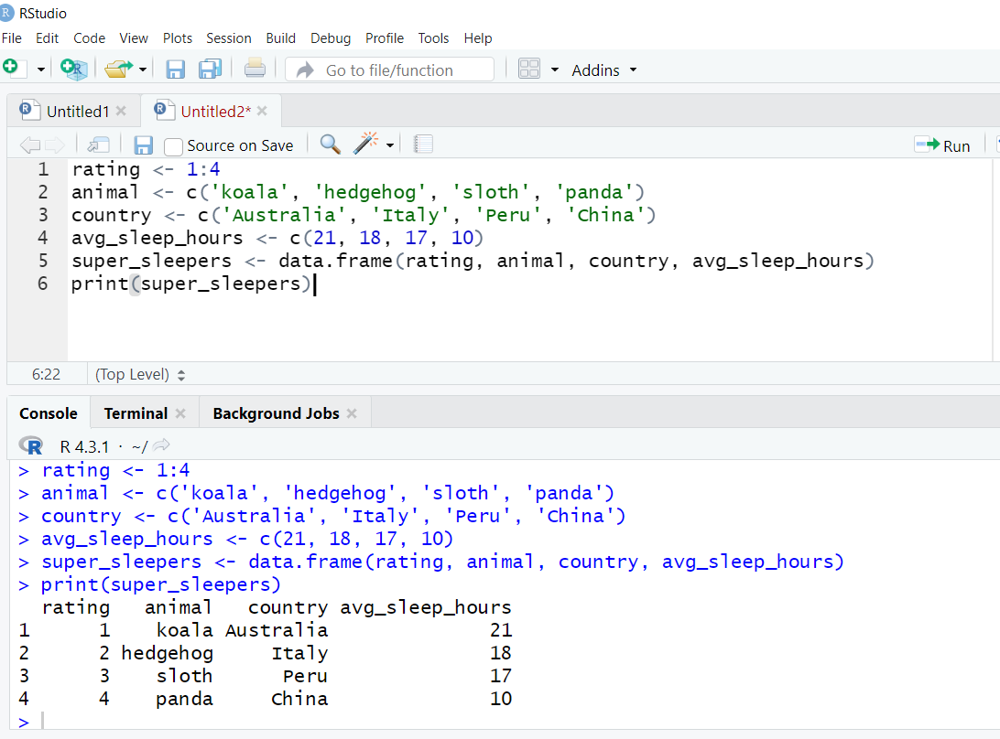 RStudio
File Edit Code View Plots Session Build Debug Profile Tools Help
Go to file/function Addins
Untitled1 Untitled2*
Source on Save Run
1 rating <- 1:4
2 animal <- c('koala', 'hedgehog', 'sloth', 'panda')
3 country <- c('Australia', 'Italy', 'Peru', 'China')
4 avg_sleep_hours <- c(21, 18, 17, 10)
5 super_sleepers <- data.frame(rating, animal, country, avg_sleep_hours)
6 print(super_sleepers)
6:22 (Top Level)
Console Terminal Background Jobs
R 4.3.1 · ~/
> rating <- 1:4
> animal <- c('koala', 'hedgehog', 'sloth', 'panda')
> country <- c('Australia', 'Italy', 'Peru', 'China')
> avg_sleep_hours <- c(21, 18, 17, 10)
> super_sleepers <- data.frame(rating, animal, country, avg_sleep_hours)
> print(super_sleepers)
  rating   animal   country avg_sleep_hours
1      1    koala Australia              21
2      2 hedgehog     Italy              18
3      3    sloth      Peru              17
4      4    panda     China              10
>